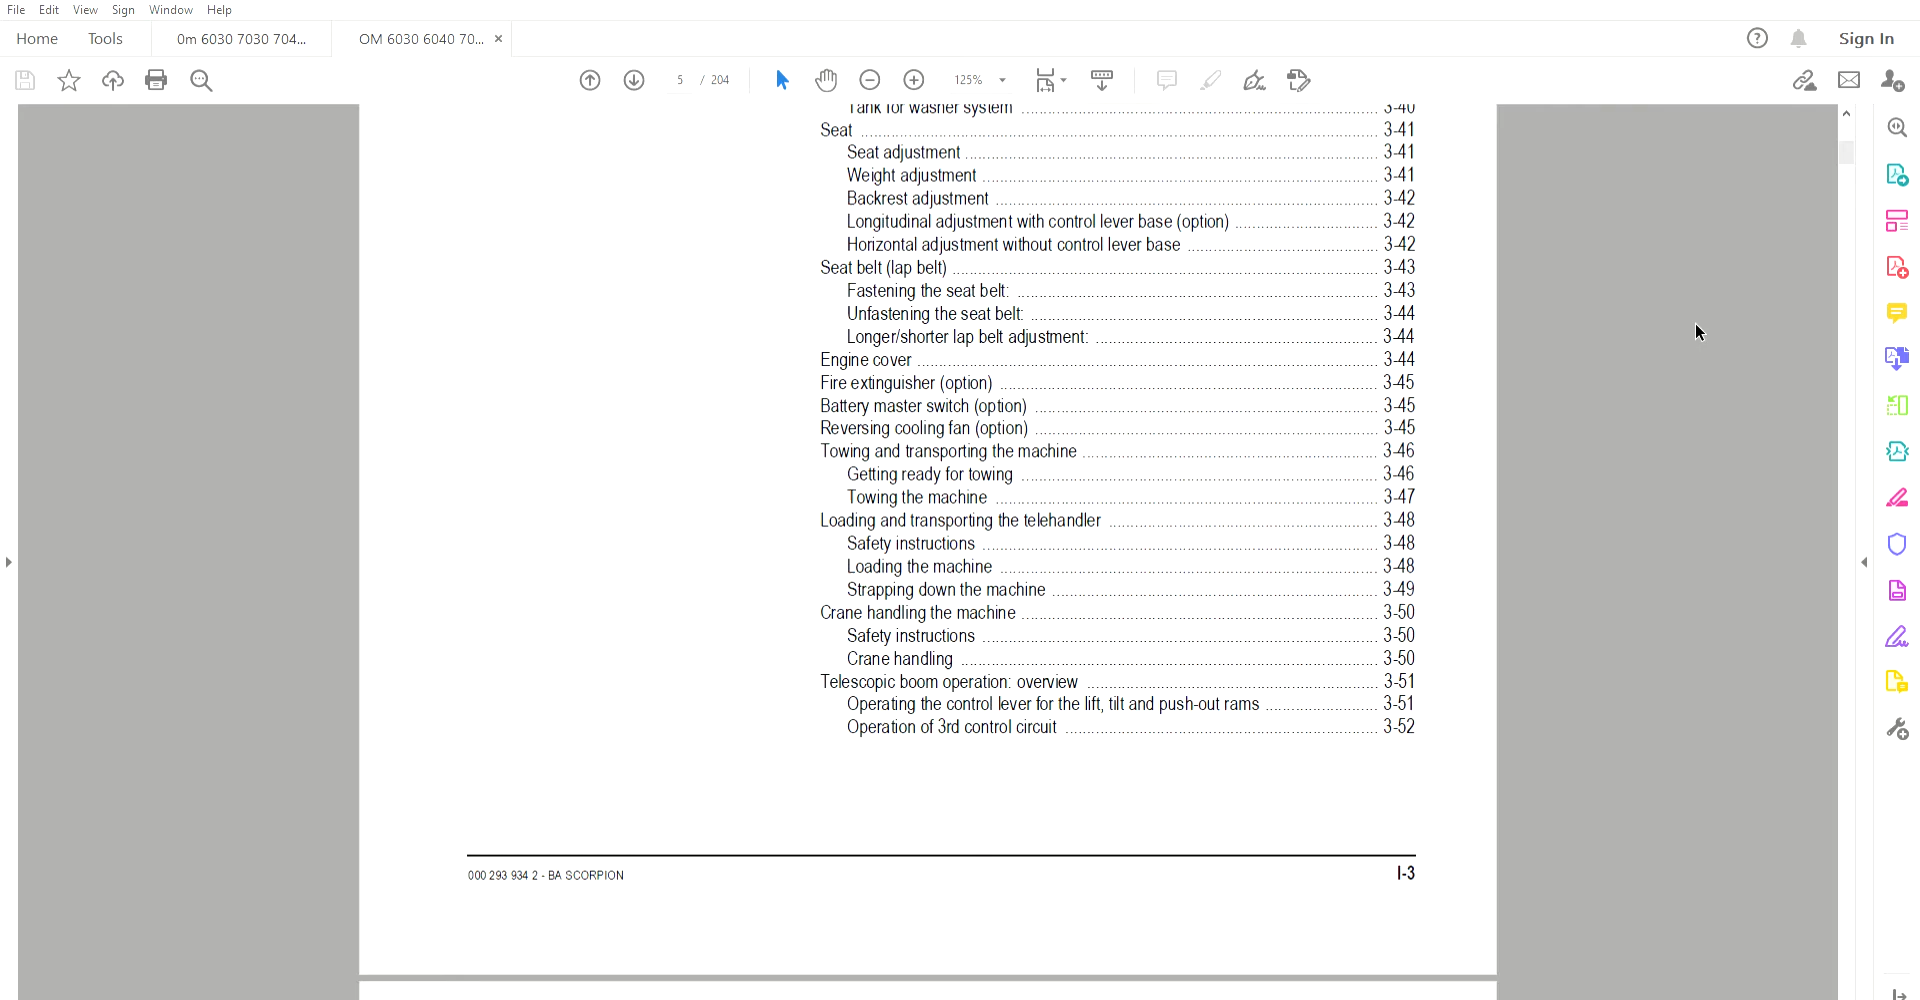 File Edit View Sign Window Help
Home Tools 0m 6030 7030 704... OM 6030 6040 70... × Sign In
5 / 204 125%
Tank for washer system 3-40
Seat 3-41
Seat adjustment 3-41
Weight adjustment 3-41
Backrest adjustment 3-42
Longitudinal adjustment with control lever base (option) 3-42
Horizontal adjustment without control lever base 3-42
Seat belt (lap belt) 3-43
Fastening the seat belt: 3-43
Unfastening the seat belt: 3-44
Longer/shorter lap belt adjustment: 3-44
Engine cover 3-44
Fire extinguisher (option) 3-45
Battery master switch (option) 3-45
Reversing cooling fan (option) 3-45
Towing and transporting the machine 3-46
Getting ready for towing 3-46
Towing the machine 3-47
Loading and transporting the telehandler 3-48
Safety instructions 3-48
Loading the machine 3-48
Strapping down the machine 3-49
Crane handling the machine 3-50
Safety instructions 3-50
Crane handling 3-50
Telescopic boom operation: overview 3-51
Operating the control lever for the lift, tilt and push-out rams 3-51
Operation of 3rd control circuit 3-52
000 293 934 2 - BA SCORPION I-3